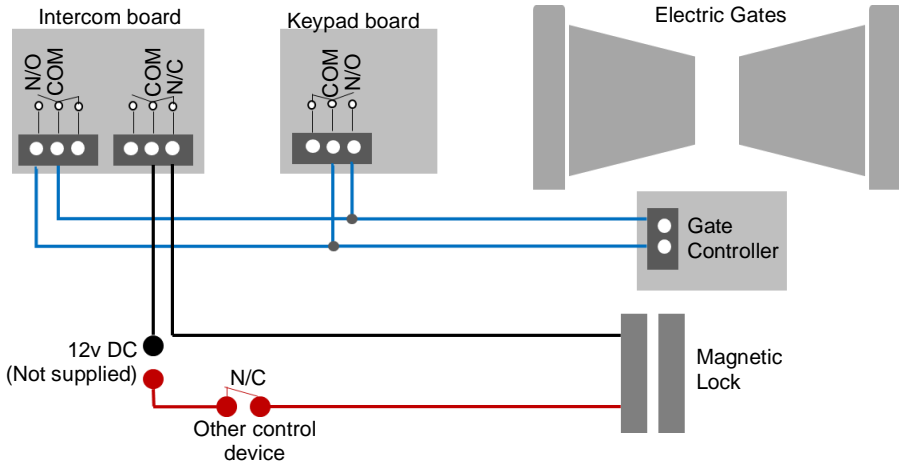 Intercom board
Keypad board
Electric Gates
N/O
COM
COM
N/C
COM
N/O
Gate
Controller
12v DC
(Not supplied)
N/C
Other control
device
Magnetic
Lock